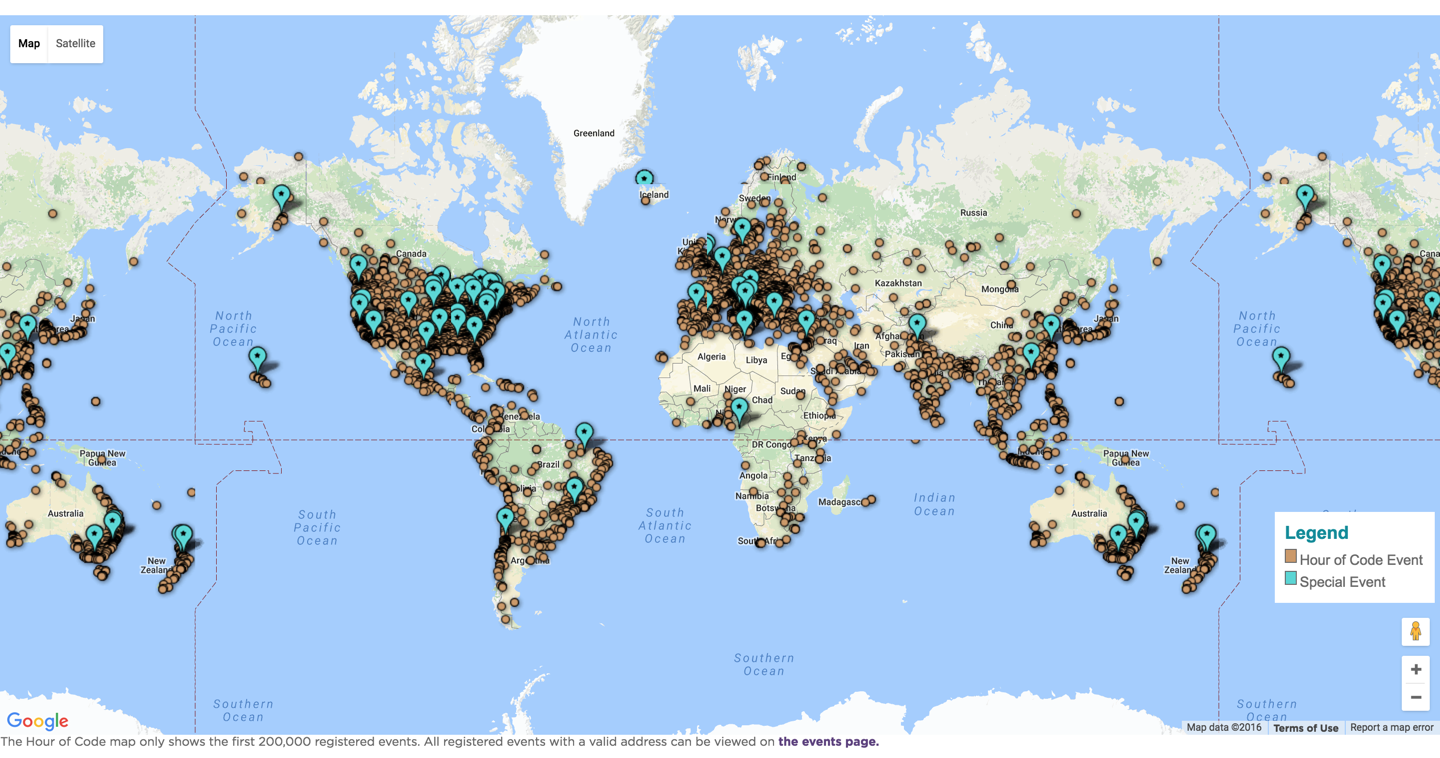 Map Satellite
Greenland
Iceland
Finland
Sweden
Russia
Canada
Kazakhstan
Mongolia
China
North
Pacific
Ocean
North
Atlantic
Ocean
North
Pacific
Ocean
Algeria
Libya
Iran
Pakistan
Mali
Niger
Chad
Sudan
Ethiopia
DR Congo
Tanzania
Angola
Namibia
Botswana
Madagascar
Brazil
Papua New
Guinea
Papua New
Guinea
Australia
Australia
New
Zealand
New
Zealand
Argentina
South
Pacific
Ocean
South
Atlantic
Ocean
Indian
Ocean
Legend
Hour of Code Event
Special Event
Southern
Ocean
Southern
Ocean
Southern
Ocean
+
−
Google
Map data ©2016 Terms of Use Report a map error
The Hour of Code map only shows the first 200,000 registered events. All registered events with a valid address can be viewed on the events page.